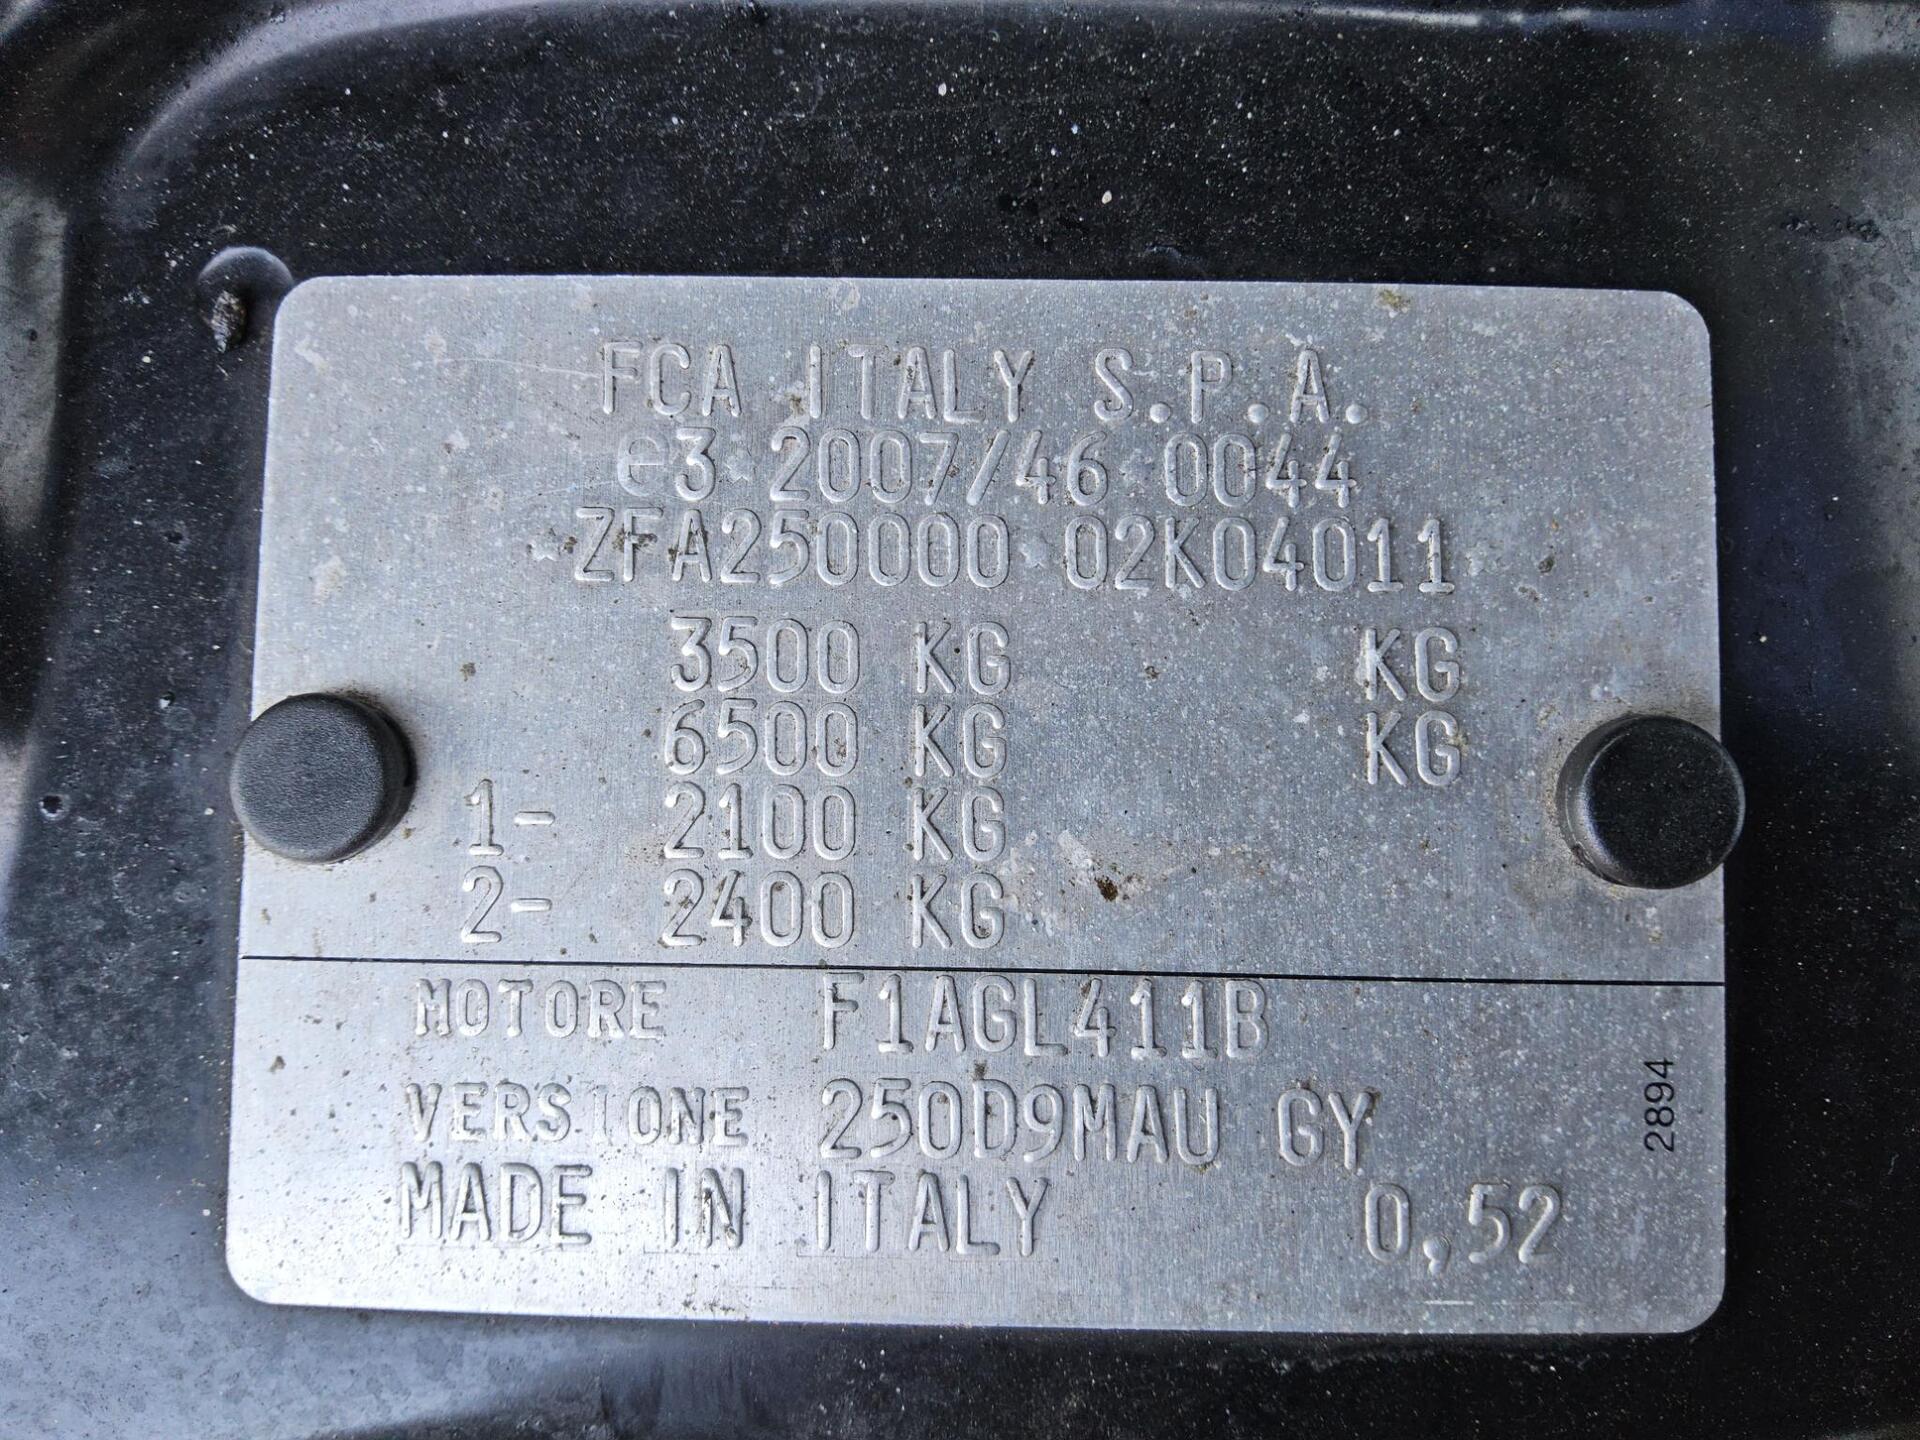 FCA ITALY S.P.A.
e3*2007/46*0044
*ZFA250000*02K04011*
3500 KG KG
6500 KG KG
1- 2100 KG
2- 2400 KG
MOTORE F1AGL411B
VERSIONE 250D9MAU GY
MADE IN ITALY 0,52
2894